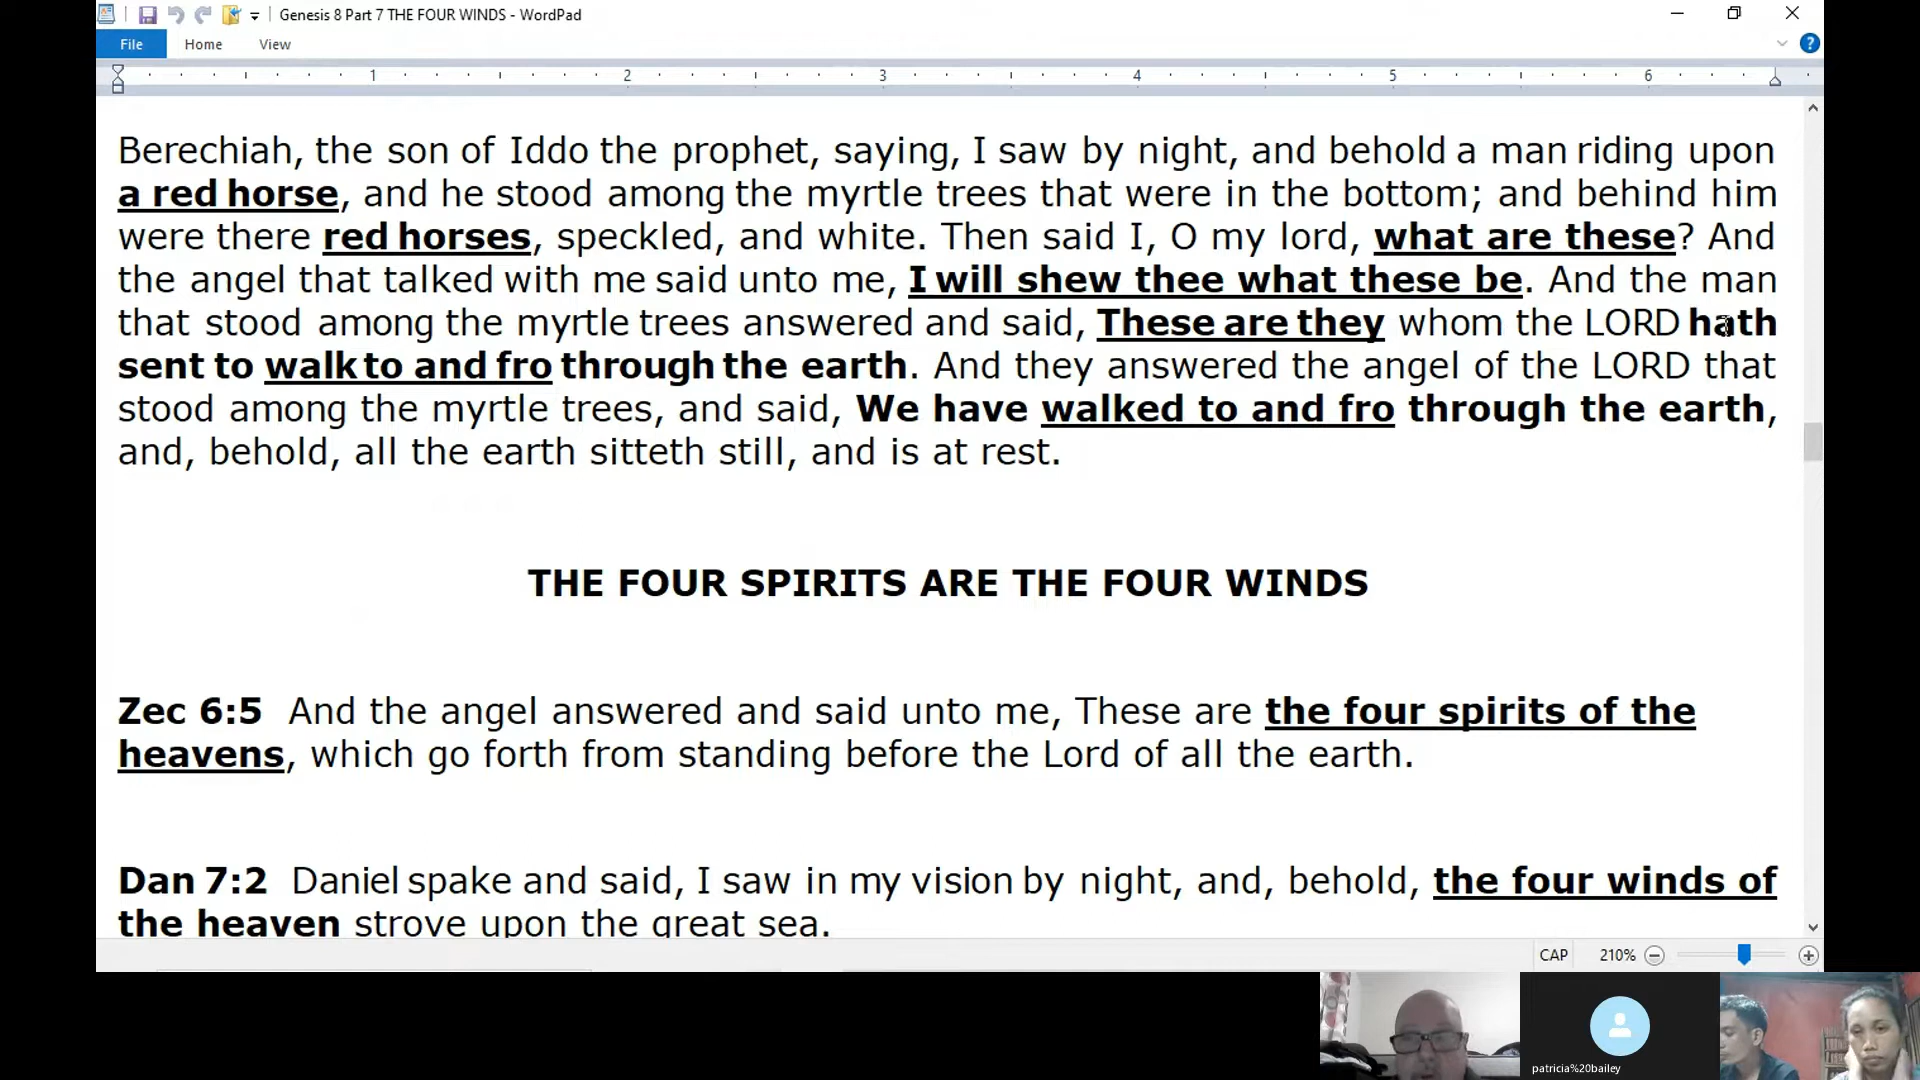 Genesis 8 Part 7 THE FOUR WINDS - WordPad
File Home View
1 2 3 4 5 6
Berechiah, the son of Iddo the prophet, saying, I saw by night, and behold a man riding upon
a red horse, and he stood among the myrtle trees that were in the bottom; and behind him
were there red horses, speckled, and white. Then said I, O my lord, what are these? And
the angel that talked with me said unto me, I will shew thee what these be. And the man
that stood among the myrtle trees answered and said, These are they whom the LORD hath
sent to walk to and fro through the earth. And they answered the angel of the LORD that
stood among the myrtle trees, and said, We have walked to and fro through the earth,
and, behold, all the earth sitteth still, and is at rest.
THE FOUR SPIRITS ARE THE FOUR WINDS
Zec 6:5 And the angel answered and said unto me, These are the four spirits of the
heavens, which go forth from standing before the Lord of all the earth.
Dan 7:2 Daniel spake and said, I saw in my vision by night, and, behold, the four winds of
the heaven strove upon the great sea.
CAP 210%
patricia%20bailey